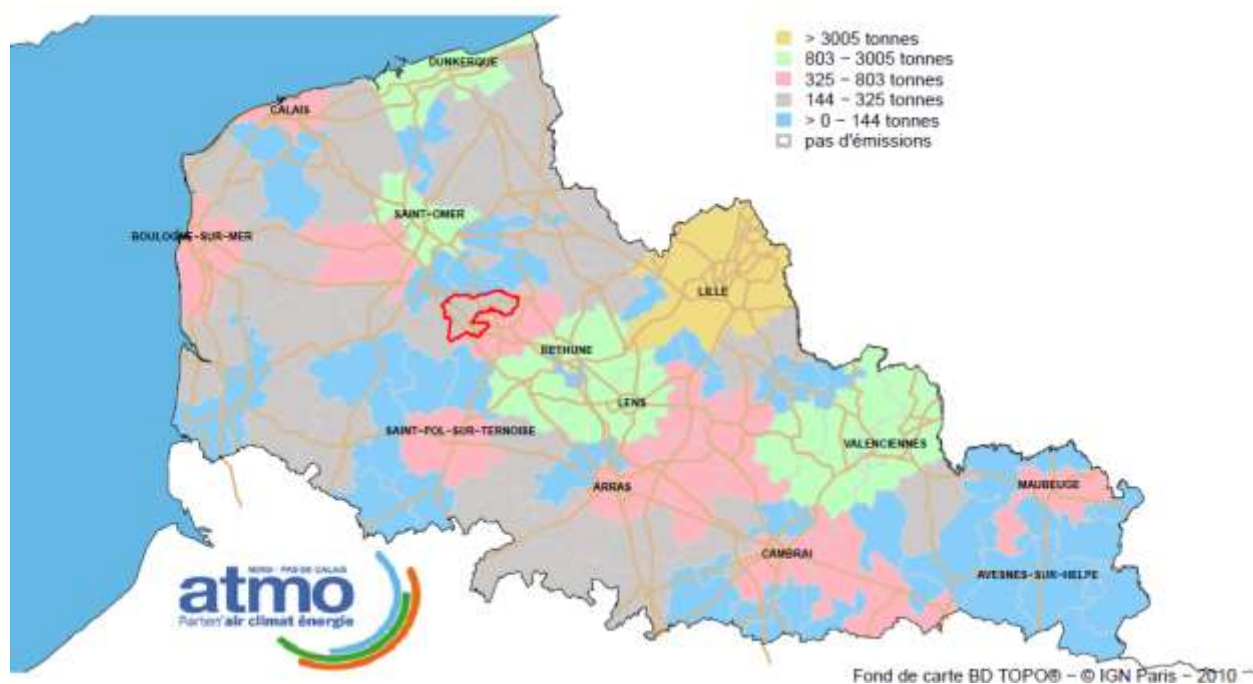 > 3005 tonnes
803 – 3005 tonnes
325 – 803 tonnes
144 – 325 tonnes
> 0 – 144 tonnes
pas d'émissions
DUNKERQUE
CALAIS
SAINT-OMER
BOULOGNE-SUR-MER
LILLE
BETHUNE
LENS
SAINT-POL-SUR-TERNOISE
VALENCIENNES
ARRAS
MAUBEUGE
CAMBRAI
AVESNES-SUR-HELPE
NORD - PAS-DE-CALAIS
atmo
Parten'air climat énergie
Fond de carte BD TOPO® – © IGN Paris – 2010 –